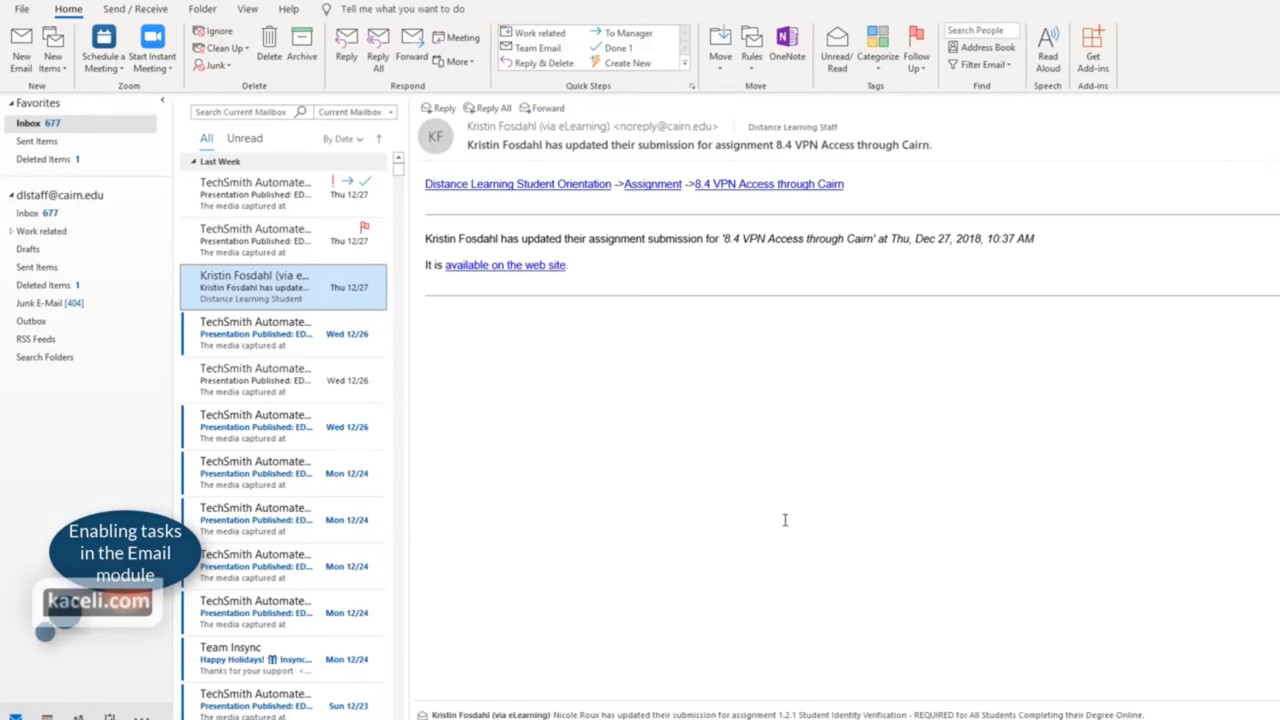 File Home Send / Receive Folder View Help Tell me what you want to do
New Email
New Items
Schedule a Meeting
Start Instant Meeting
Ignore
Clean Up
Junk
Delete
Archive
Reply
Reply All
Forward
Meeting
More
Work related
Team Email
Reply & Delete
To Manager
Done 1
Create New
Move
Rules
OneNote
Unread/ Read
Categorize
Follow Up
Search People
Address Book
Filter Email
Read Aloud
Get Add-ins
New Zoom Delete Respond Quick Steps Move Tags Find Speech Add-ins
Favorites
Inbox 677
Sent Items
Deleted Items 1
dlstaff@cairn.edu
Inbox 677
Work related
Drafts
Sent Items
Deleted Items 1
Junk E-Mail [404]
Outbox
RSS Feeds
Search Folders
Enabling tasks
in the Email
module
kaceli.com
Search Current Mailbox Current Mailbox
All Unread By Date
Last Week
TechSmith Automate...
Presentation Published: ED... Thu 12/27
The media captured at
TechSmith Automate...
Presentation Published: ED... Thu 12/27
The media captured at
Kristin Fosdahl (via e...
Kristin Fosdahl has update... Thu 12/27
Distance Learning Student
TechSmith Automate...
Presentation Published: ED... Wed 12/26
The media captured at
TechSmith Automate...
Presentation Published: ED... Wed 12/26
The media captured at
TechSmith Automate...
Presentation Published: ED... Wed 12/26
The media captured at
TechSmith Automate...
Presentation Published: ED... Mon 12/24
The media captured at
TechSmith Automate...
Presentation Published: ED... Mon 12/24
The media captured at
TechSmith Automate...
Presentation Published: ED... Mon 12/24
The media captured at
TechSmith Automate...
Presentation Published: ED... Mon 12/24
The media captured at
Team Insync
Happy Holidays! Insync... Mon 12/24
Thanks for your support <...
TechSmith Automate...
Presentation Published: ED... Sun 12/23
The media captured at
Reply Reply All Forward
KF
Kristin Fosdahl (via eLearning) <noreply@cairn.edu> Distance Learning Staff
Kristin Fosdahl has updated their submission for assignment 8.4 VPN Access through Cairn.
Distance Learning Student Orientation ->Assignment ->8.4 VPN Access through Cairn
Kristin Fosdahl has updated their assignment submission for '8.4 VPN Access through Cairn' at Thu, Dec 27, 2018, 10:37 AM
It is available on the web site.
Kristin Fosdahl (via eLearning) Nicole Roux has updated their submission for assignment 1.2.1 Student Identity Verification - REQUIRED for All Students Completing their Degree Online.